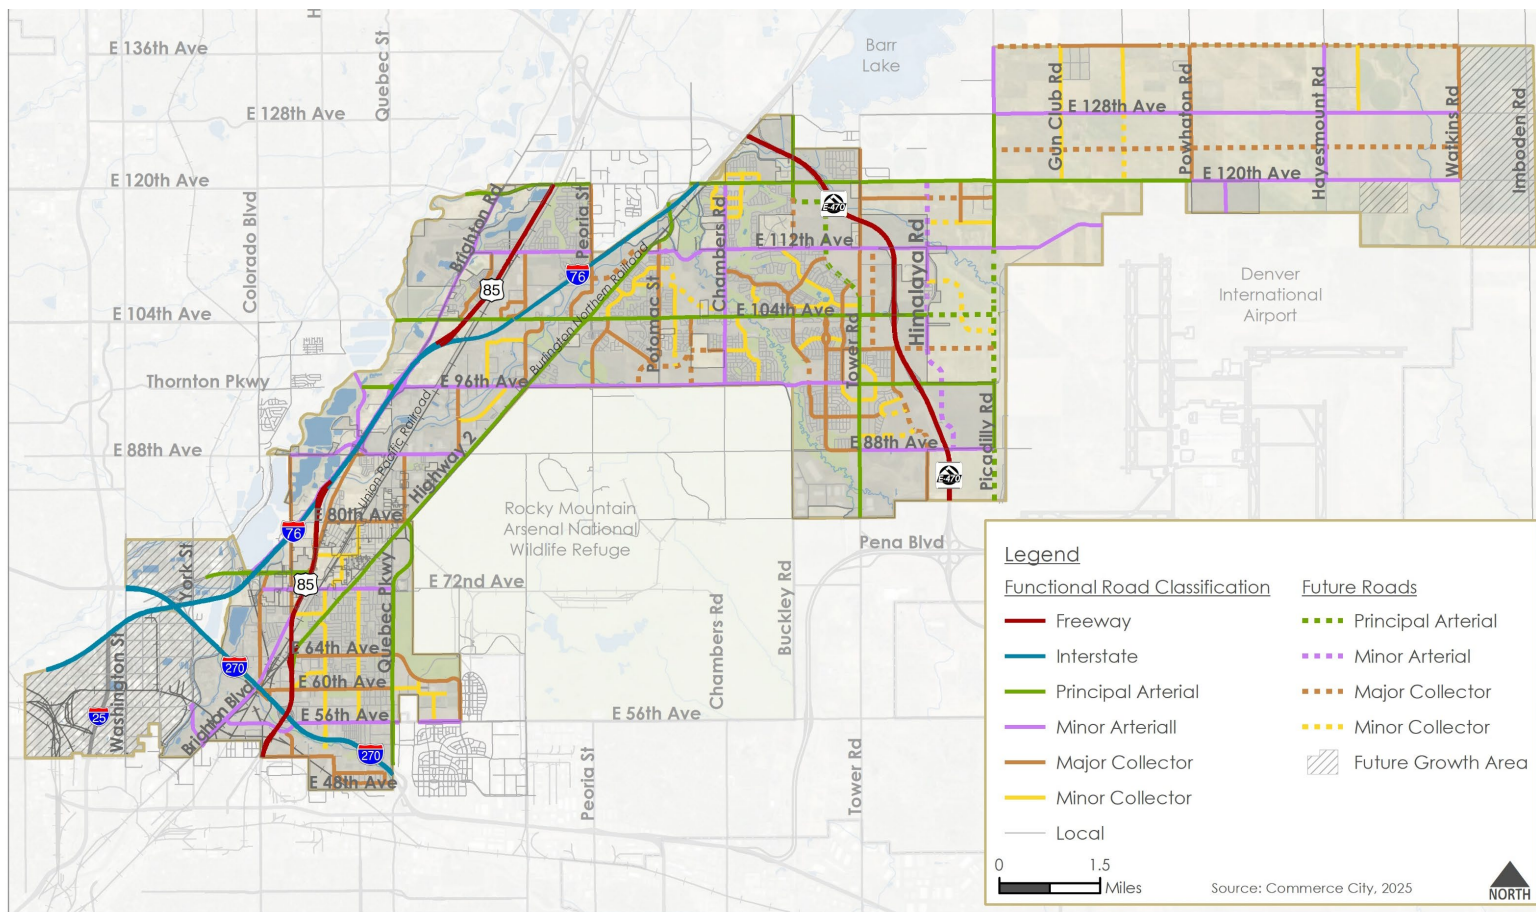 E 136th Ave
Quebec St
Barr
Lake
E 128th Ave
Gun Club Rd
E 128th Ave
Powhaton Rd
Hayesmount Rd
Watkins Rd
Imboden Rd
E 120th Ave
E 120th Ave
Colorado Blvd
Brighton Rd
Peoria St
Chambers Rd
E-470
E 112th Ave
Himalaya Rd
76
85
Burlington Northern Railroad
Potomac St
Denver
International
Airport
E 104th Ave
E 104th Ave
Tower Rd
Thornton Pkwy
E 96th Ave
Union Pacific Railroad
Highway 2
E 88th Ave
E 88th Ave
Picadilly Rd
E-470
Rocky Mountain
Arsenal National
Wildlife Refuge
E 80th Ave
76
Pena Blvd
York St
85
Quebec Pkwy
E 72nd Ave
Buckley Rd
Chambers Rd
Washington St
E 64th Ave
270
E 60th Ave
Brighton Blvd
25
E 56th Ave
E 56th Ave
270
E 48th Ave
Peoria St
Tower Rd
Legend
Functional Road Classification
Freeway
Interstate
Principal Arterial
Minor Arteriall
Major Collector
Minor Collector
Local
Future Roads
Principal Arterial
Minor Arterial
Major Collector
Minor Collector
Future Growth Area
0 1.5
Miles
Source: Commerce City, 2025
NORTH